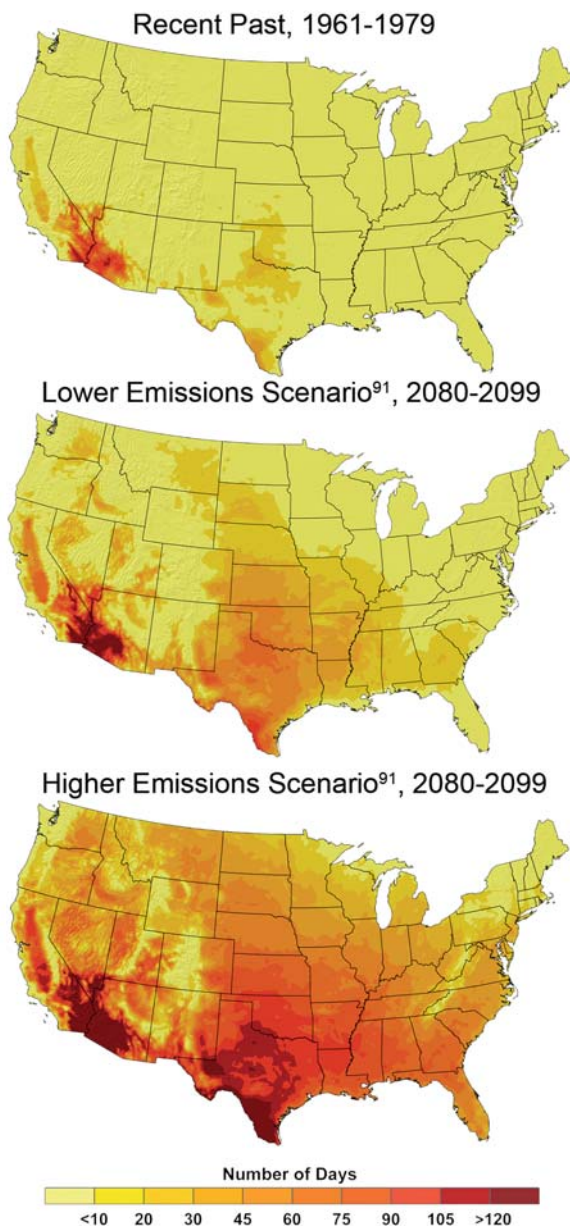 Recent Past, 1961-1979
Lower Emissions Scenario⁹¹, 2080-2099
Higher Emissions Scenario⁹¹, 2080-2099
Number of Days
<10 20 30 45 60 75 90 105 >120